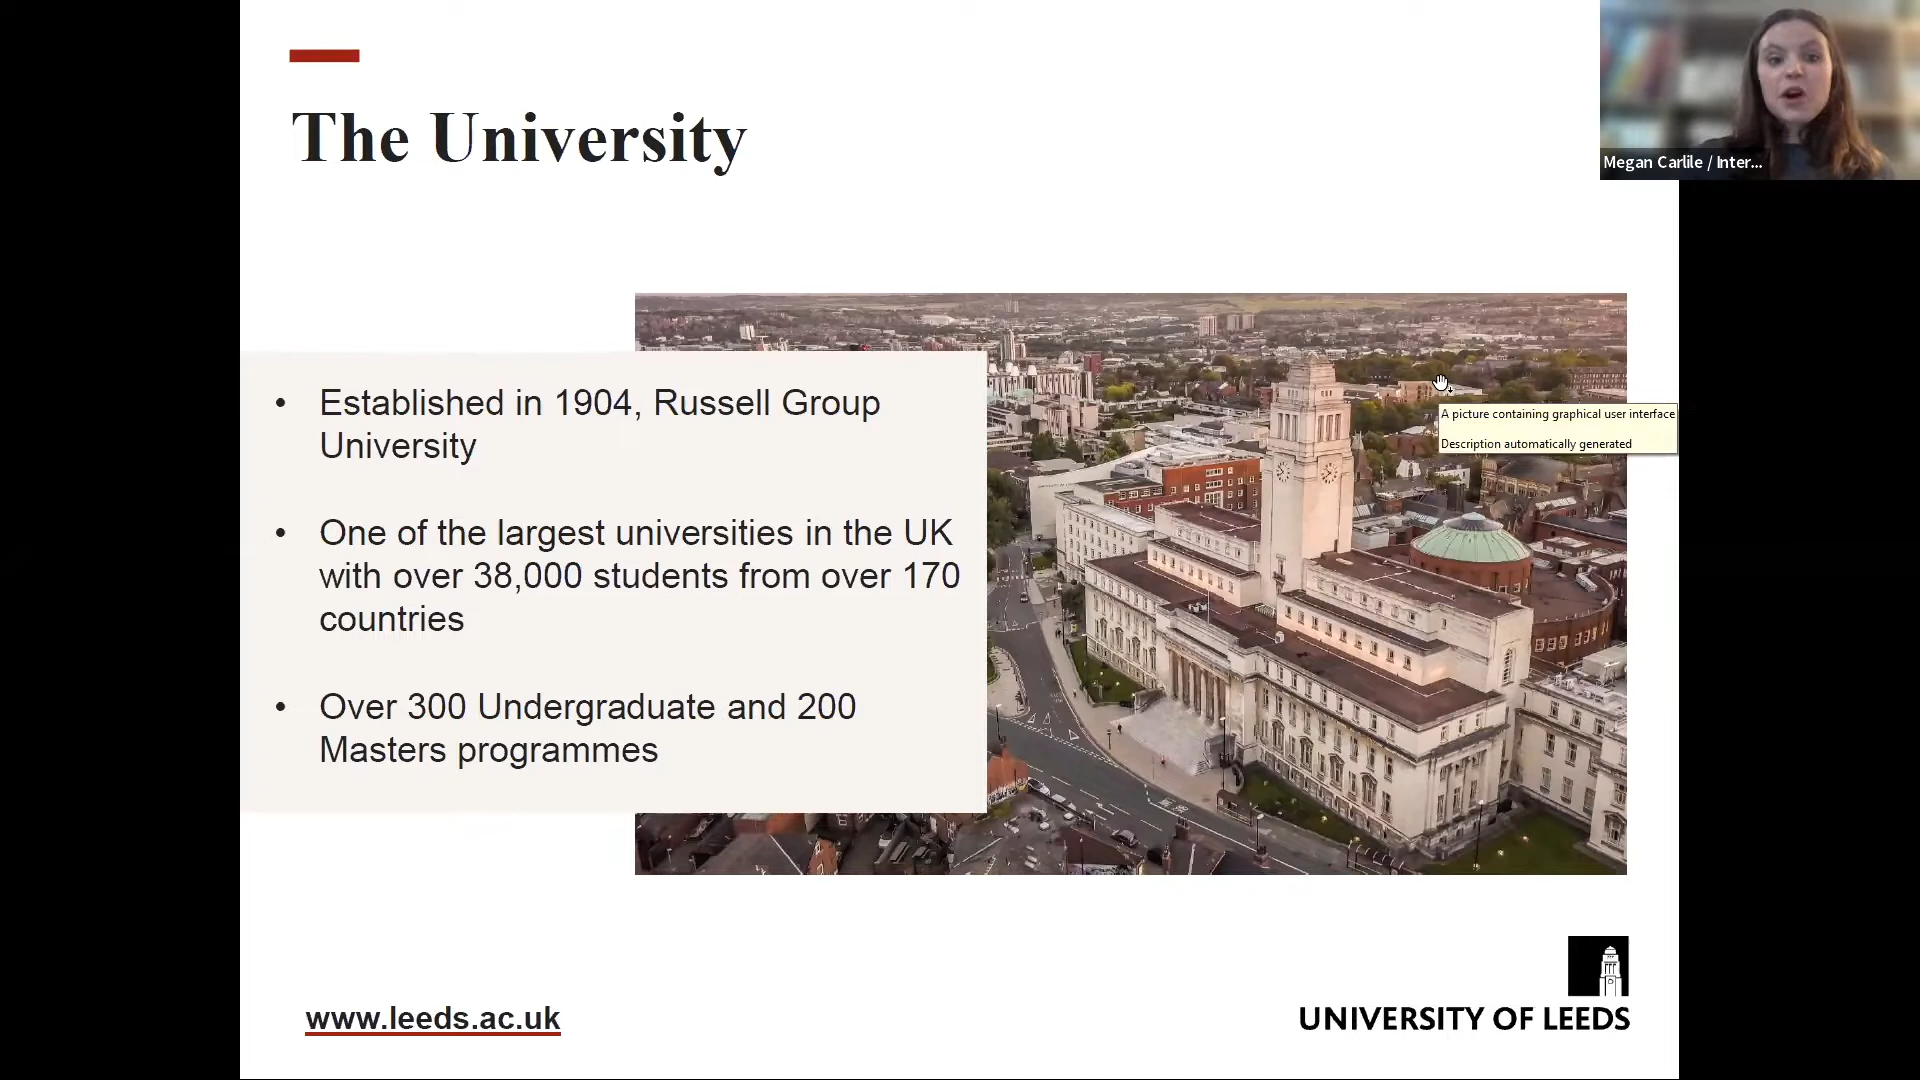 The University
Megan Carlile / Inter...
• Established in 1904, Russell Group
University
• One of the largest universities in the UK
with over 38,000 students from over 170
countries
• Over 300 Undergraduate and 200
Masters programmes
A picture containing graphical user interface
Description automatically generated
www.leeds.ac.uk
UNIVERSITY OF LEEDS